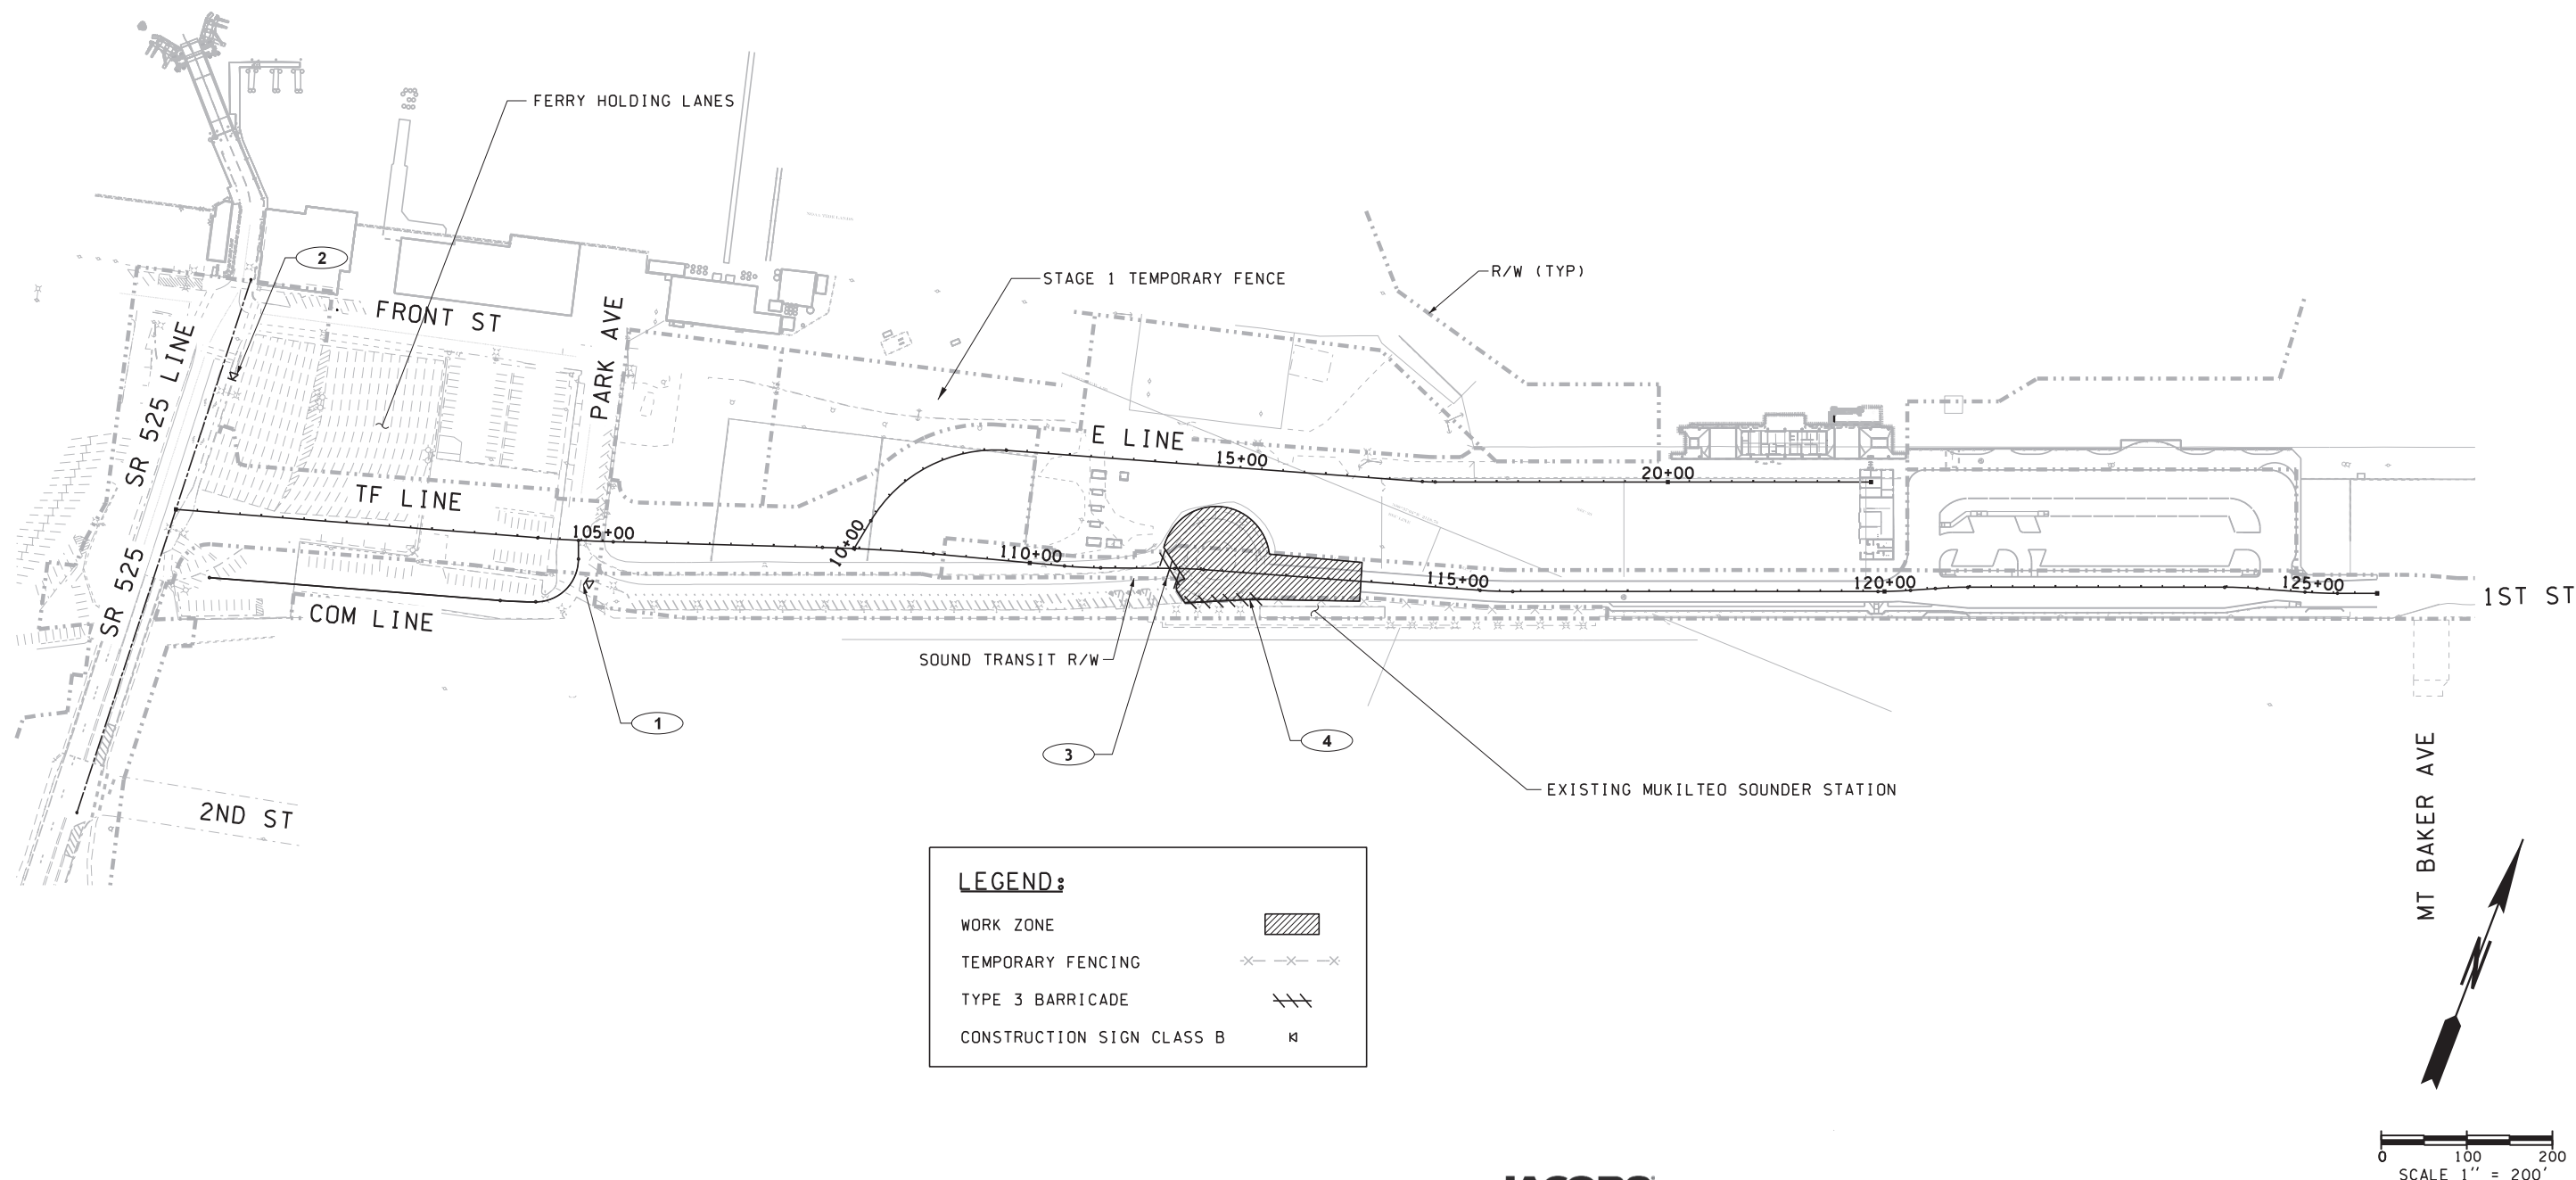 FERRY HOLDING LANES
2
STAGE 1 TEMPORARY FENCE
R/W (TYP)
FRONT ST
PARK AVE
SR 525 LINE
E LINE
15+00
20+00
TF LINE
105+00
10+00
110+00
115+00
120+00
125+00
1ST ST
SR 525
COM LINE
SOUND TRANSIT R/W
1
3
4
EXISTING MUKILTEO SOUNDER STATION
2ND ST
MT BAKER AVE
LEGEND:
WORK ZONE
TEMPORARY FENCING
TYPE 3 BARRICADE
CONSTRUCTION SIGN CLASS B
0 100 200
SCALE 1" = 200'
JACOBS